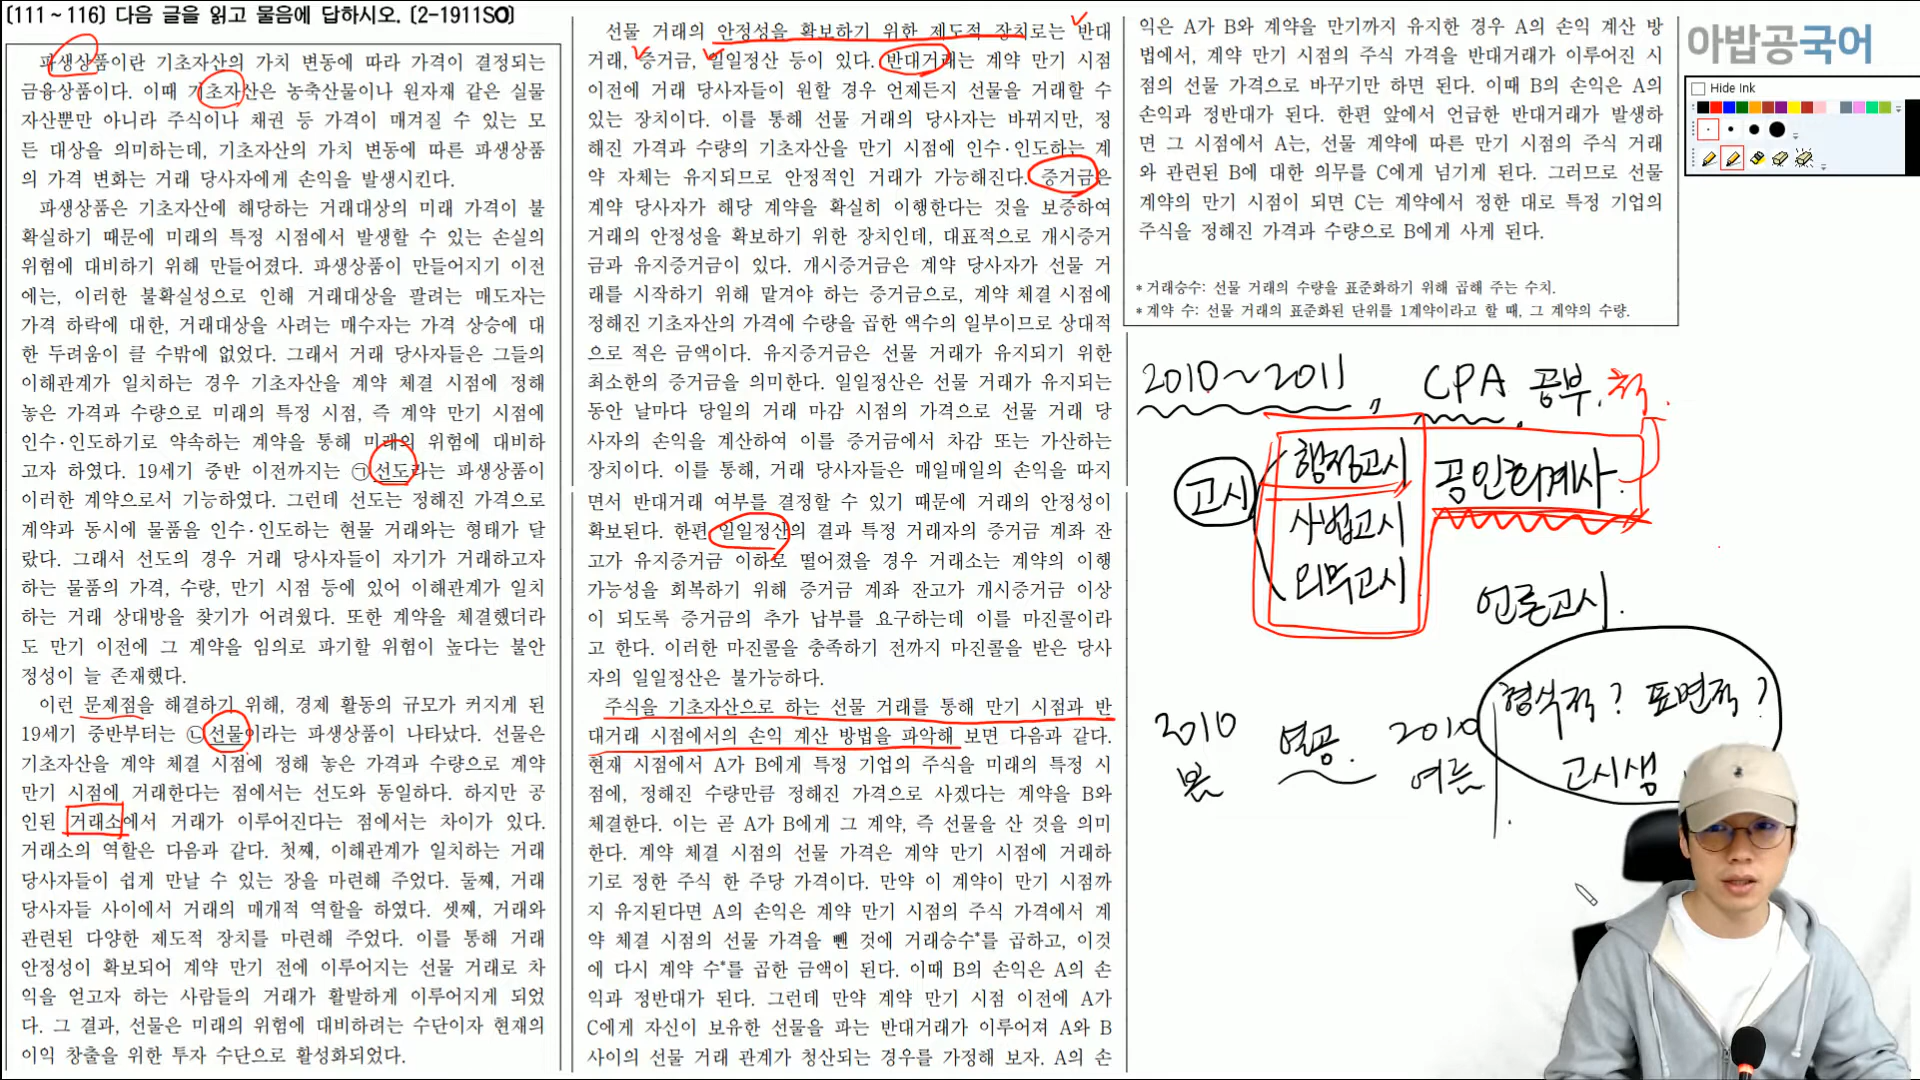 [111 ~ 116] 다음 글을 읽고 물음에 답하시오. [2-1911SO]
파생상품이란 기초자산의 가치 변동에 따라 가격이 결정되는
금융상품이다. 이때 기초자산은 농축산물이나 원자재 같은 실물
자산뿐만 아니라 주식이나 채권 등 가격이 매겨질 수 있는 모
든 대상을 의미하는데, 기초자산의 가치 변동에 따른 파생상품
의 가격 변화는 거래 당사자에게 손익을 발생시킨다.
파생상품은 기초자산에 해당하는 거래대상의 미래 가격이 불
확실하기 때문에 미래의 특정 시점에서 발생할 수 있는 손실의
위험에 대비하기 위해 만들어졌다. 파생상품이 만들어지기 이전
에는, 이러한 불확실성으로 인해 거래대상을 팔려는 매도자는
가격 하락에 대한, 거래대상을 사려는 매수자는 가격 상승에 대
한 두려움이 클 수밖에 없었다. 그래서 거래 당사자들은 그들의
이해관계가 일치하는 경우 기초자산을 계약 체결 시점에 정해
놓은 가격과 수량으로 미래의 특정 시점, 즉 계약 만기 시점에
인수·인도하기로 약속하는 계약을 통해 미래의 위험에 대비하
고자 하였다. 19세기 중반 이전까지는 ㉠선도라는 파생상품이
이러한 계약으로서 기능하였다. 그런데 선도는 정해진 가격으로
계약과 동시에 물품을 인수·인도하는 현물 거래와는 형태가 달
랐다. 그래서 선도의 경우 거래 당사자들이 자기가 거래하고자
하는 물품의 가격, 수량, 만기 시점 등에 있어 이해관계가 일치
하는 거래 상대방을 찾기가 어려웠다. 또한 계약을 체결했더라
도 만기 이전에 그 계약을 임의로 파기할 위험이 높다는 불안
정성이 늘 존재했다.
이런 문제점을 해결하기 위해, 경제 활동의 규모가 커지게 된
19세기 중반부터는 ㉡선물이라는 파생상품이 나타났다. 선물은
기초자산을 계약 체결 시점에 정해 놓은 가격과 수량으로 계약
만기 시점에 거래한다는 점에서는 선도와 동일하다. 하지만 공
인된 거래소에서 거래가 이루어진다는 점에서는 차이가 있다.
거래소의 역할은 다음과 같다. 첫째, 이해관계가 일치하는 거래
당사자들이 쉽게 만날 수 있는 장을 마련해 주었다. 둘째, 거래
당사자들 사이에서 거래의 매개적 역할을 하였다. 셋째, 거래와
관련된 다양한 제도적 장치를 마련해 주었다. 이를 통해 거래
안정성이 확보되어 계약 만기 전에 이루어지는 선물 거래로 차
익을 얻고자 하는 사람들의 거래가 활발하게 이루어지게 되었
다. 그 결과, 선물은 미래의 위험에 대비하려는 수단이자 현재의
이익 창출을 위한 투자 수단으로 활성화되었다.
선물 거래의 안정성을 확보하기 위한 제도적 장치로는 반대
거래, 증거금, 일일정산 등이 있다. 반대거래는 계약 만기 시점
이전에 거래 당사자들이 원할 경우 언제든지 선물을 거래할 수
있는 장치이다. 이를 통해 선물 거래의 당사자는 바뀌지만, 정
해진 가격과 수량의 기초자산을 만기 시점에 인수·인도하는 계
약 자체는 유지되므로 안정적인 거래가 가능해진다. 증거금은
계약 당사자가 해당 계약을 확실히 이행한다는 것을 보증하여
거래의 안정성을 확보하기 위한 장치인데, 대표적으로 개시증거
금과 유지증거금이 있다. 개시증거금은 계약 당사자가 선물 거
래를 시작하기 위해 맡겨야 하는 증거금으로, 계약 체결 시점에
정해진 기초자산의 가격에 수량을 곱한 액수의 일부이므로 상대적
으로 적은 금액이다. 유지증거금은 선물 거래가 유지되기 위한
최소한의 증거금을 의미한다. 일일정산은 선물 거래가 유지되는
동안 날마다 당일의 거래 마감 시점의 가격으로 선물 거래 당
사자의 손익을 계산하여 이를 증거금에서 차감 또는 가산하는
장치이다. 이를 통해, 거래 당사자들은 매일매일의 손익을 따지
면서 반대거래 여부를 결정할 수 있기 때문에 거래의 안정성이
확보된다. 한편 일일정산의 결과 특정 거래자의 증거금 계좌 잔
고가 유지증거금 이하로 떨어졌을 경우 거래소는 계약의 이행
가능성을 회복하기 위해 증거금 계좌 잔고가 개시증거금 이상
이 되도록 증거금의 추가 납부를 요구하는데 이를 마진콜이라
고 한다. 이러한 마진콜을 충족하기 전까지 마진콜을 받은 당사
자의 일일정산은 불가능하다.
주식을 기초자산으로 하는 선물 거래를 통해 만기 시점과 반
대거래 시점에서의 손익 계산 방법을 파악해 보면 다음과 같다.
현재 시점에서 A가 B에게 특정 기업의 주식을 미래의 특정 시
점에, 정해진 수량만큼 정해진 가격으로 사겠다는 계약을 B와
체결한다. 이는 곧 A가 B에게 그 계약, 즉 선물을 산 것을 의미
한다. 계약 체결 시점의 선물 가격은 계약 만기 시점에 거래하
기로 정한 주식 한 주당 가격이다. 만약 이 계약이 만기 시점까
지 유지된다면 A의 손익은 계약 만기 시점의 주식 가격에서 계
약 체결 시점의 선물 가격을 뺀 것에 거래승수*를 곱하고, 이것
에 다시 계약 수*를 곱한 금액이 된다. 이때 B의 손익은 A의 손
익과 정반대가 된다. 그런데 만약 계약 만기 시점 이전에 A가
C에게 자신이 보유한 선물을 파는 반대거래가 이루어져 A와 B
사이의 선물 거래 관계가 청산되는 경우를 가정해 보자. A의 손
익은 A가 B와 계약을 만기까지 유지한 경우 A의 손익 계산 방
법에서, 계약 만기 시점의 주식 가격을 반대거래가 이루어진 시
점의 선물 가격으로 바꾸기만 하면 된다. 이때 B의 손익은 A의
손익과 정반대가 된다. 한편 앞에서 언급한 반대거래가 발생하
면 그 시점에서 A는, 선물 계약에 따른 만기 시점의 주식 거래
와 관련된 B에 대한 의무를 C에게 넘기게 된다. 그러므로 선물
계약의 만기 시점이 되면 C는 계약에서 정한 대로 특정 기업의
주식을 정해진 가격과 수량으로 B에게 사게 된다.
* 거래승수: 선물 거래의 수량을 표준화하기 위해 곱해 주는 수치.
* 계약 수: 선물 거래의 표준화된 단위를 1계약이라고 할 때, 그 계약의 수량.
아밥공국어
Hide Ink
2010~2011, CPA 공부.
고시
행정고시
사법고시
외무고시
공인회계사.
언론고시.
형식적? 표면적?
고시생
2010 봄
열공.
2010 여름